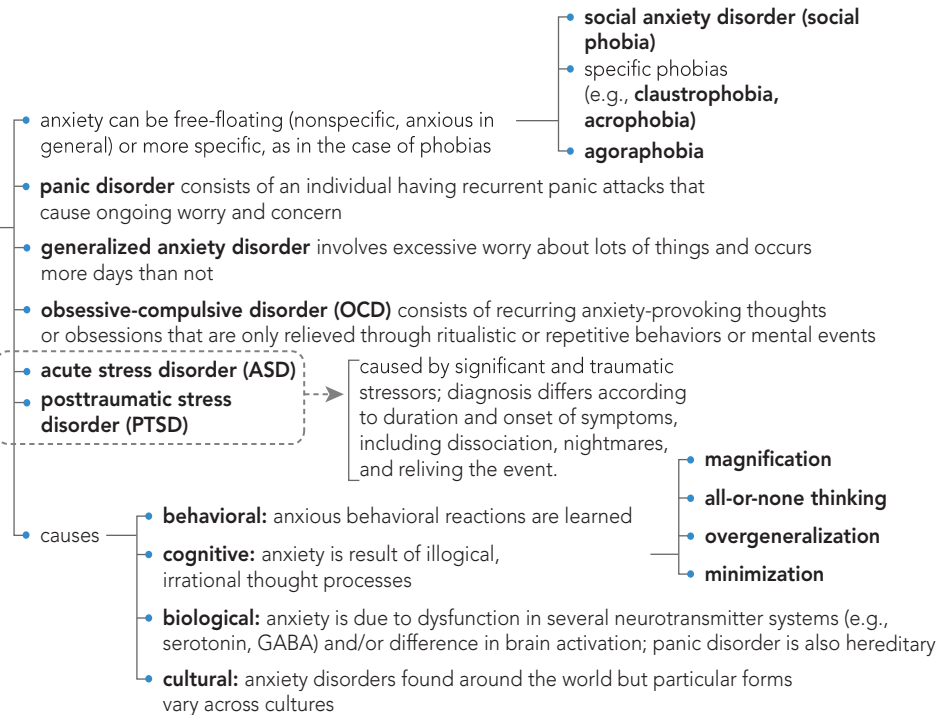 social anxiety disorder (social
phobia)
specific phobias
(e.g., claustrophobia,
acrophobia)
agoraphobia
anxiety can be free-floating (nonspecific, anxious in
general) or more specific, as in the case of phobias
panic disorder consists of an individual having recurrent panic attacks that
cause ongoing worry and concern
generalized anxiety disorder involves excessive worry about lots of things and occurs
more days than not
obsessive-compulsive disorder (OCD) consists of recurring anxiety-provoking thoughts
or obsessions that are only relieved through ritualistic or repetitive behaviors or mental events
acute stress disorder (ASD)
posttraumatic stress
disorder (PTSD)
caused by significant and traumatic
stressors; diagnosis differs according
to duration and onset of symptoms,
including dissociation, nightmares,
and reliving the event.
causes
behavioral: anxious behavioral reactions are learned
cognitive: anxiety is result of illogical,
irrational thought processes
magnification
all-or-none thinking
overgeneralization
minimization
biological: anxiety is due to dysfunction in several neurotransmitter systems (e.g.,
serotonin, GABA) and/or difference in brain activation; panic disorder is also hereditary
cultural: anxiety disorders found around the world but particular forms
vary across cultures